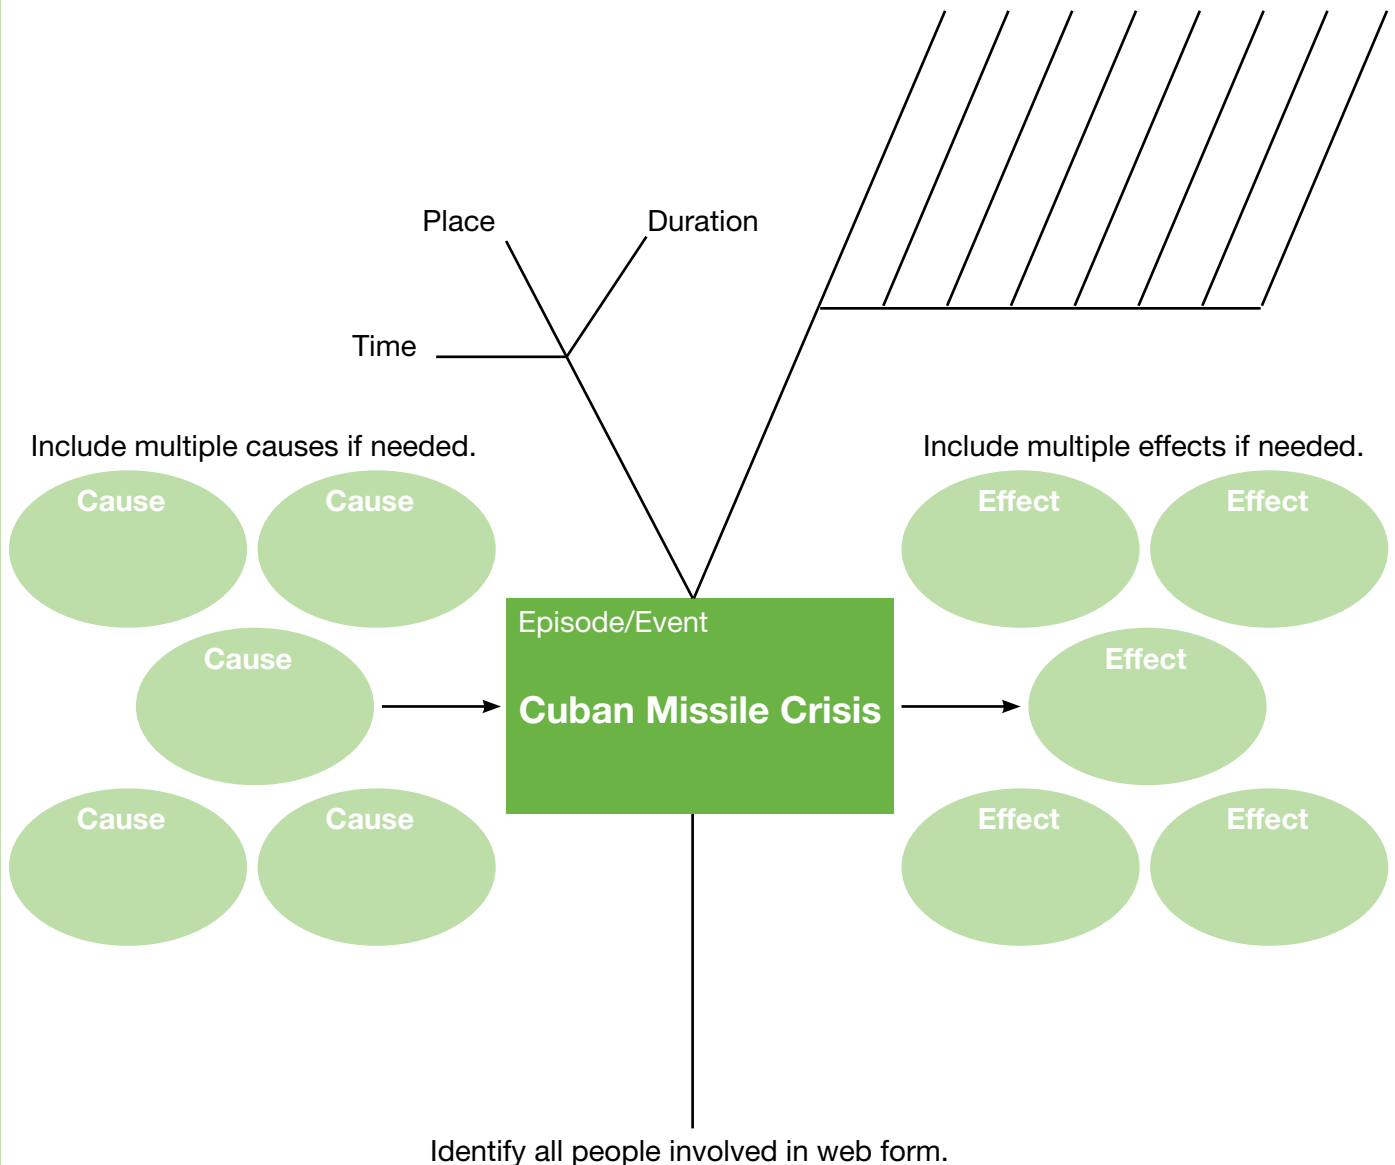 Place
Duration
Time
Include multiple causes if needed.
Include multiple effects if needed.
Cause
Cause
Effect
Effect
Episode/Event
Cause
Effect
Cuban Missile Crisis
Cause
Cause
Effect
Effect
Identify all people involved in web form.